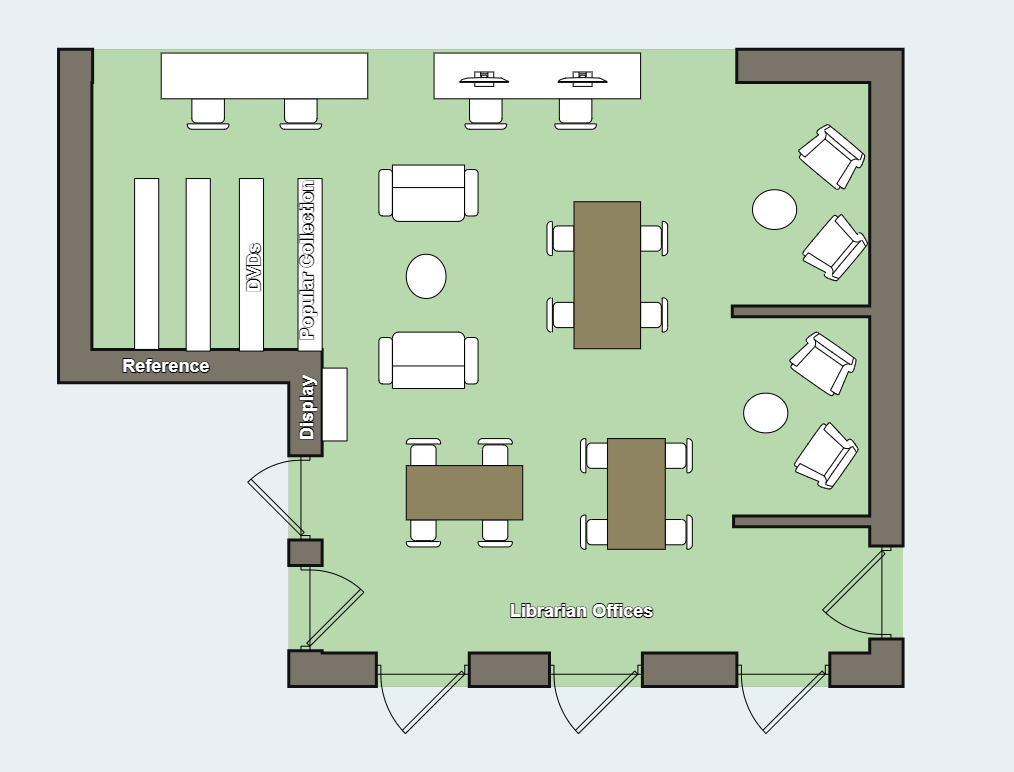 Popular Collection
DVDs
Reference
Display
Librarian Offices